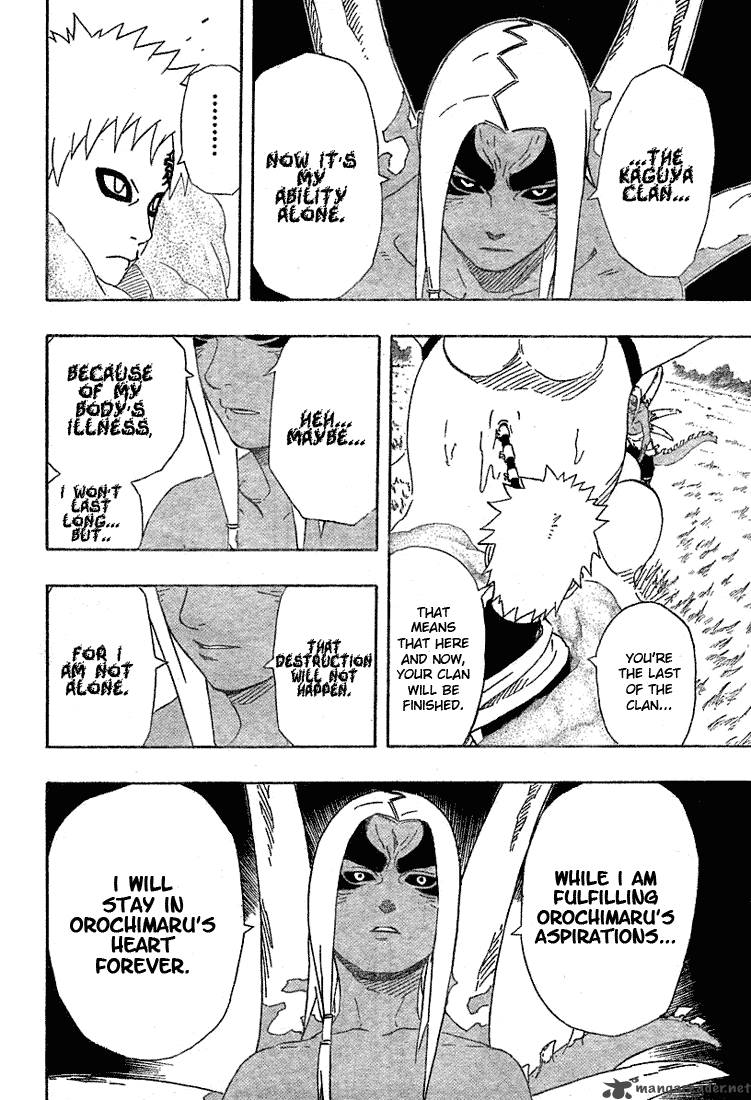 ...THE
KAGUYA
CLAN...
NOW IT'S
MY
ABILITY
ALONE.
........
YOU'RE
THE LAST
OF THE
CLAN...
THAT
MEANS
THAT HERE
AND NOW,
YOUR CLAN
WILL BE
FINISHED.
HEH...
MAYBE...
BECAUSE
OF MY
BODY'S
ILLNESS,
I WON'T
LAST
LONG...
BUT..
THAT
DESTRUCTION
WILL NOT
HAPPEN.
FOR I
AM NOT
ALONE.
WHILE I AM
FULFILLING
OROCHIMARU'S
ASPIRATIONS...
I WILL
STAY IN
OROCHIMARU'S
HEART
FOREVER.
mangareader.net